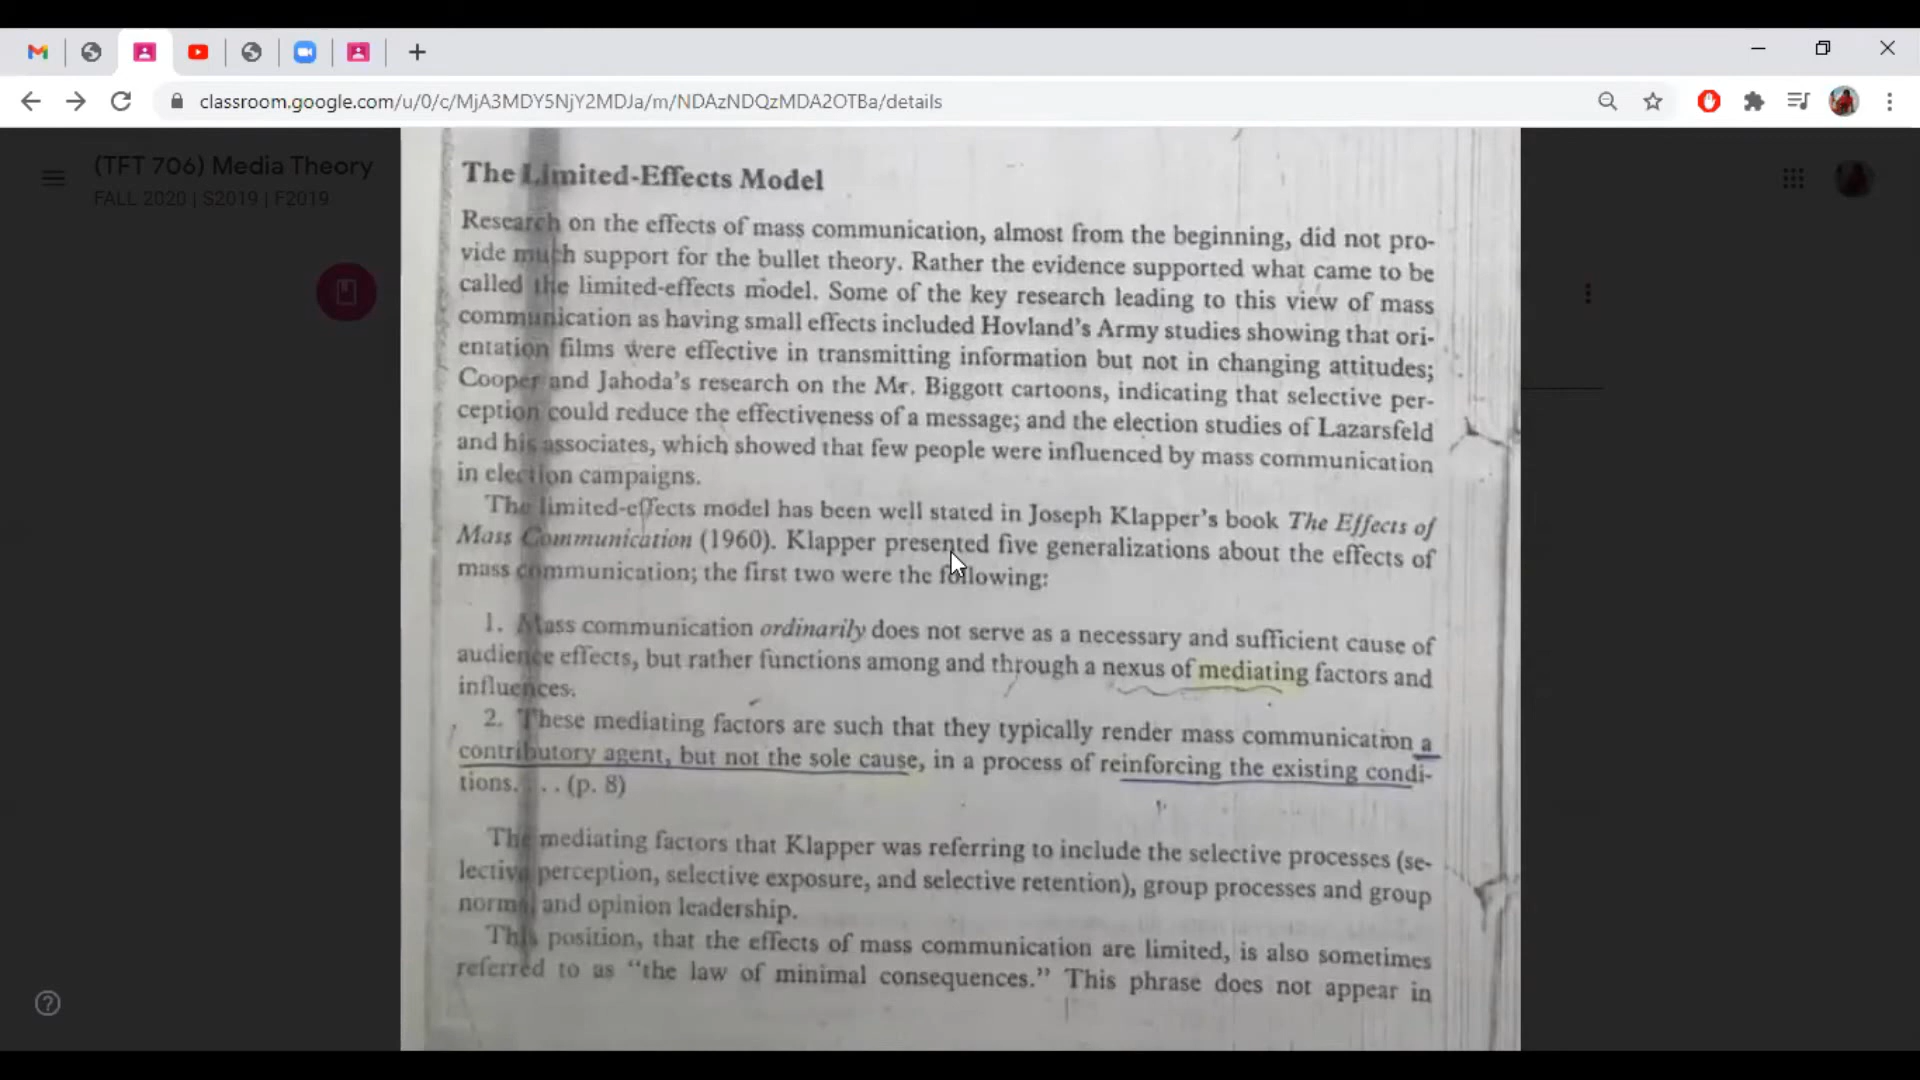 classroom.google.com/u/0/c/MjA3MDY5NjY2MDJa/m/NDAzNDQzMDA2OTBa/details
(TFT 706) Media Theory
FALL 2020 | S2019 | F2019
The Limited-Effects Model
Research on the effects of mass communication, almost from the beginning, did not pro-
vide much support for the bullet theory. Rather the evidence supported what came to be
called the limited-effects model. Some of the key research leading to this view of mass
communication as having small effects included Hovland's Army studies showing that ori-
entation films were effective in transmitting information but not in changing attitudes;
Cooper and Jahoda's research on the Mr. Biggott cartoons, indicating that selective per-
ception could reduce the effectiveness of a message; and the election studies of Lazarsfeld
and his associates, which showed that few people were influenced by mass communication
in election campaigns.
The limited-effects model has been well stated in Joseph Klapper's book The Effects of
Mass Communication (1960). Klapper presented five generalizations about the effects of
mass communication; the first two were the following:
1. Mass communication ordinarily does not serve as a necessary and sufficient cause of
audience effects, but rather functions among and through a nexus of mediating factors and
influences.
2. These mediating factors are such that they typically render mass communication a
contributory agent, but not the sole cause, in a process of reinforcing the existing condi-
tions. . . . (p. 8)
The mediating factors that Klapper was referring to include the selective processes (se-
lective perception, selective exposure, and selective retention), group processes and group
norms, and opinion leadership.
This position, that the effects of mass communication are limited, is also sometimes
referred to as "the law of minimal consequences." This phrase does not appear in